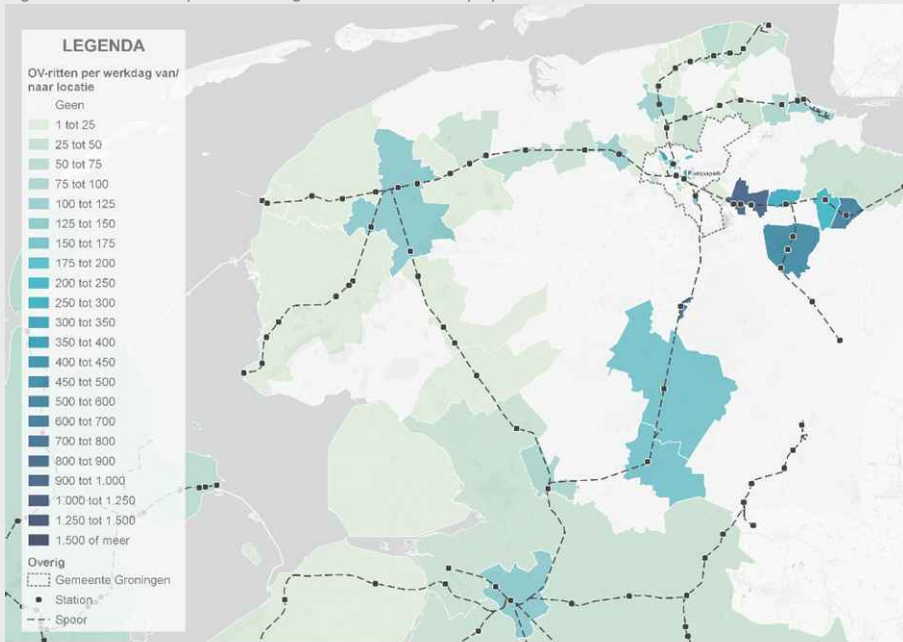 LEGENDA
OV-ritten per werkdag van/
naar locatie
Geen
1 tot 25
25 tot 50
50 tot 75
75 tot 100
100 tot 125
125 tot 150
150 tot 175
175 tot 200
200 tot 250
250 tot 300
300 tot 350
350 tot 400
400 tot 450
450 tot 500
500 tot 600
600 tot 700
700 tot 800
800 tot 900
900 tot 1.000
1.000 tot 1.250
1.250 tot 1.500
1.500 of meer
Overig
Gemeente Groningen
Station
Spoor
Europapark